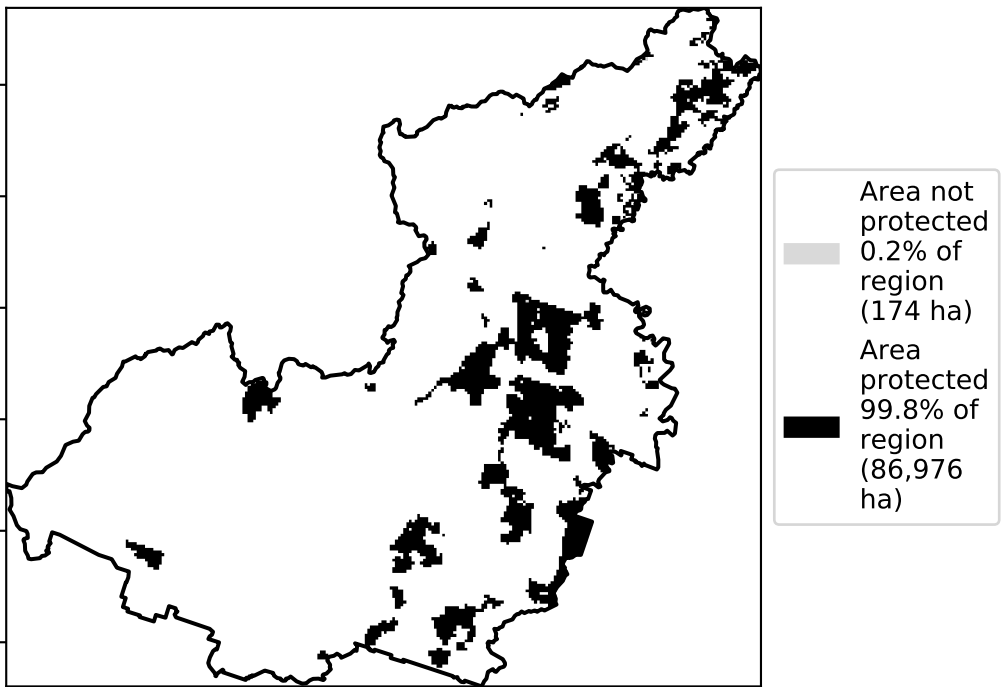 Area not
protected
0.2% of
region
(174 ha)
Area
protected
99.8% of
region
(86,976
ha)